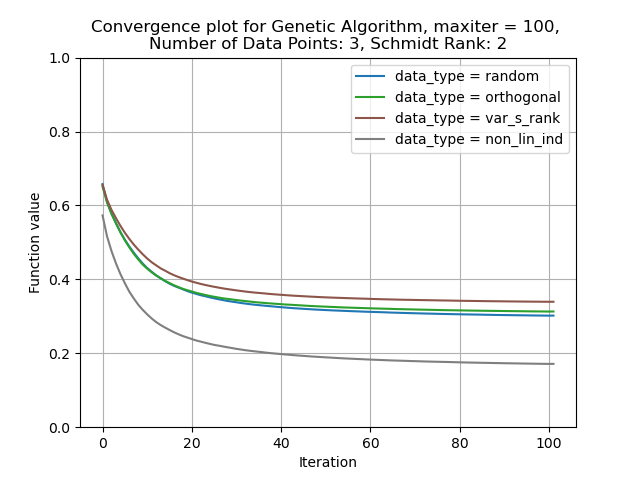 Convergence plot for Genetic Algorithm, maxiter = 100,
Number of Data Points: 3, Schmidt Rank: 2
data_type = random
data_type = orthogonal
data_type = var_s_rank
data_type = non_lin_ind
Function value
1.0
0.8
0.6
0.4
0.2
0.0
0 20 40 60 80 100
Iteration